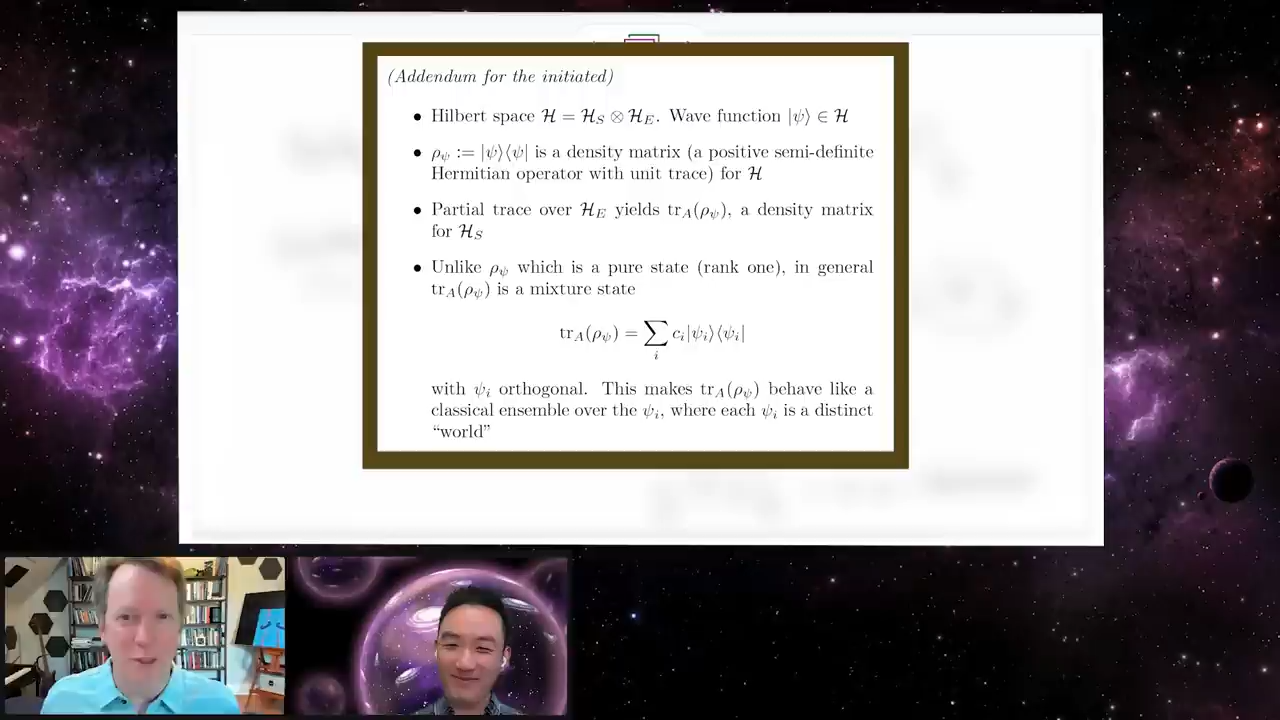 (Addendum for the initiated)
• Hilbert space ℋ = ℋ_S ⊗ ℋ_E. Wave function |ψ⟩ ∈ ℋ
• ρ_ψ := |ψ⟩⟨ψ| is a density matrix (a positive semi-definite
Hermitian operator with unit trace) for ℋ
• Partial trace over ℋ_E yields tr_A(ρ_ψ), a density matrix
for ℋ_S
• Unlike ρ_ψ which is a pure state (rank one), in general
tr_A(ρ_ψ) is a mixture state
tr_A(ρ_ψ) = ∑_i c_i|ψ_i⟩⟨ψ_i|
with ψ_i orthogonal. This makes tr_A(ρ_ψ) behave like a
classical ensemble over the ψ_i, where each ψ_i is a distinct
“world”